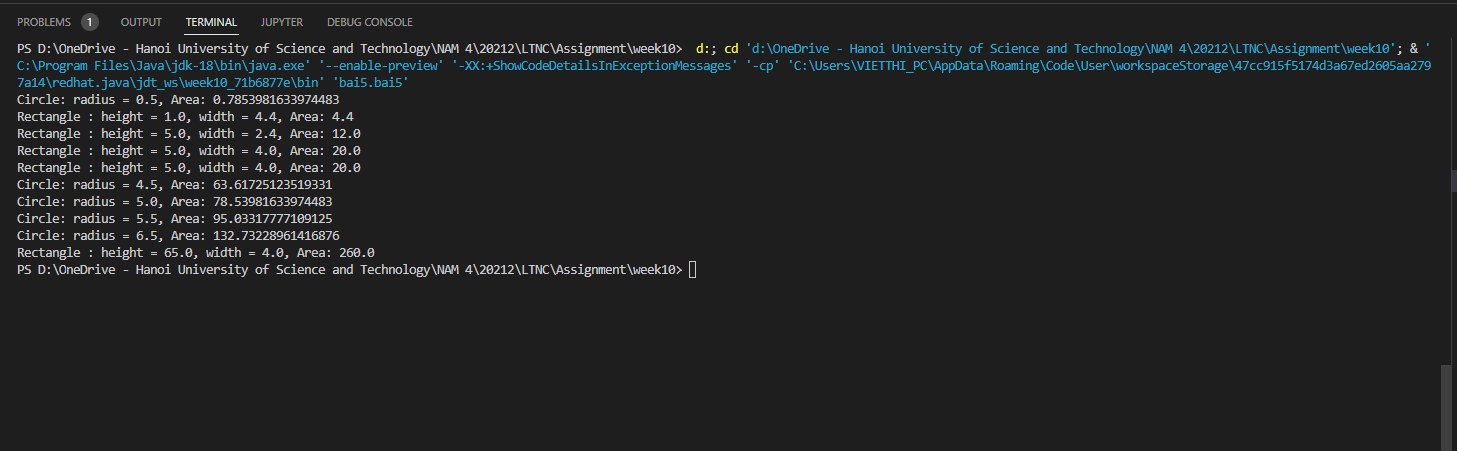 PROBLEMS 1 OUTPUT TERMINAL JUPYTER DEBUG CONSOLE
PS D:\OneDrive - Hanoi University of Science and Technology\NAM 4\20212\LTNC\Assignment\week10>  d:; cd 'd:\OneDrive - Hanoi University of Science and Technology\NAM 4\20212\LTNC\Assignment\week10'; & '
C:\Program Files\Java\jdk-18\bin\java.exe' '--enable-preview' '-XX:+ShowCodeDetailsInExceptionMessages' '-cp' 'C:\Users\VIETTHI_PC\AppData\Roaming\Code\User\workspaceStorage\47cc915f5174d3a67ed2605aa279
7a14\redhat.java\jdt_ws\week10_71b6877e\bin' 'bai5.bai5'
Circle: radius = 0.5, Area: 0.7853981633974483
Rectangle : height = 1.0, width = 4.4, Area: 4.4
Rectangle : height = 5.0, width = 2.4, Area: 12.0
Rectangle : height = 5.0, width = 4.0, Area: 20.0
Rectangle : height = 5.0, width = 4.0, Area: 20.0
Circle: radius = 4.5, Area: 63.61725123519331
Circle: radius = 5.0, Area: 78.53981633974483
Circle: radius = 5.5, Area: 95.03317777109125
Circle: radius = 6.5, Area: 132.73228961416876
Rectangle : height = 65.0, width = 4.0, Area: 260.0
PS D:\OneDrive - Hanoi University of Science and Technology\NAM 4\20212\LTNC\Assignment\week10>